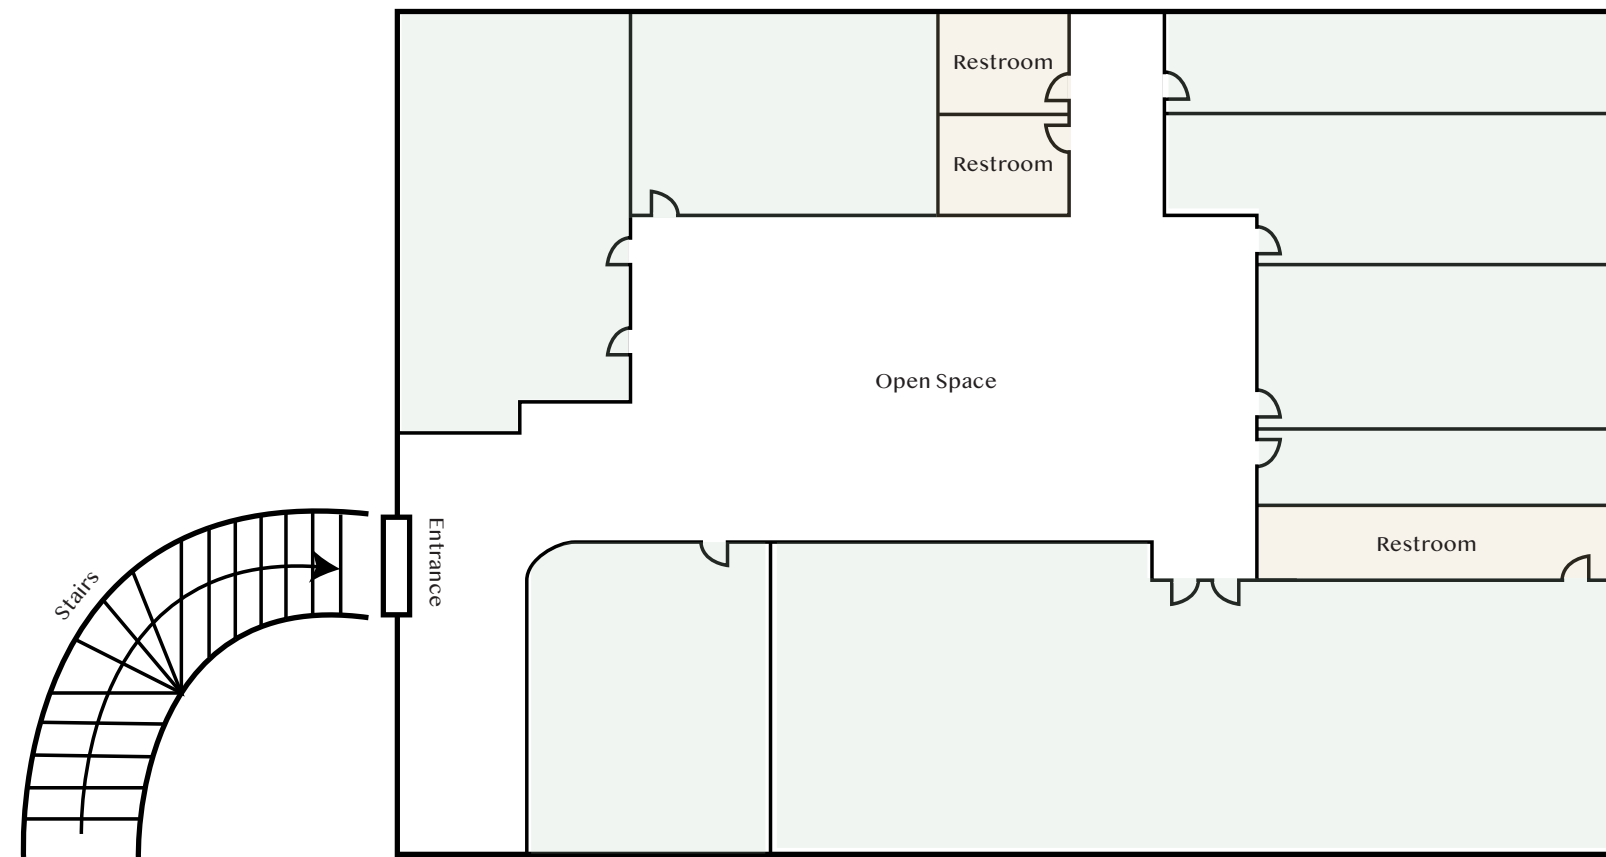 Restroom
Restroom
Open Space
Entrance
Restroom
Stairs